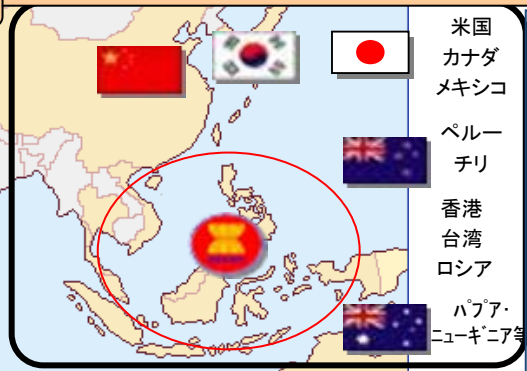 米国
カナダ
メキシコ
ペルー
チリ
香港
台湾
ロシア
パプア・
ニューギニア等